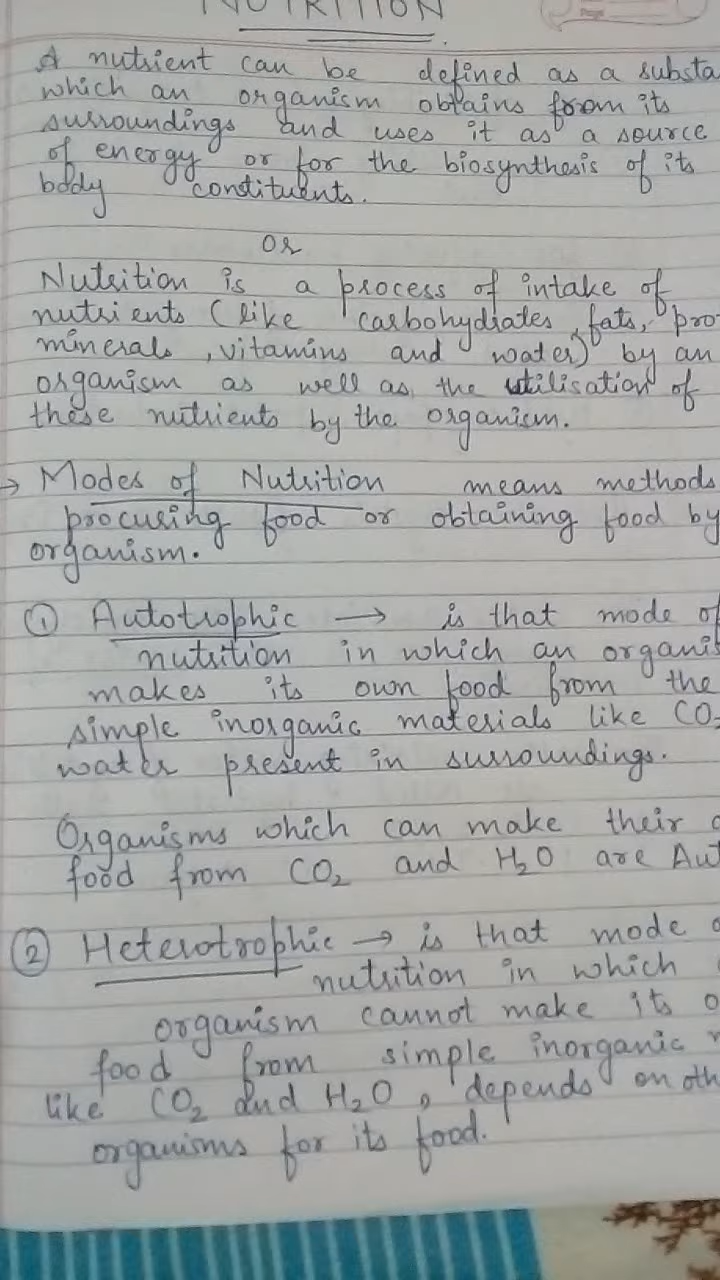 NUTRITION
Page
A nutrient can be defined as a substa
which an organism obtains from its
surroundings and uses it as a source
of energy or for the biosynthesis of its
body constituents.
or
Nutrition is a process of intake of
nutrients (like carbohydrates, fats, pro
minerals, vitamins and water) by an
organism as well as the utilisation of
these nutrients by the organism.
→ Modes of Nutrition means methods
procuring food or obtaining food by
organism.
① Autotrophic → is that mode of
nutrition in which an organis
makes its own food from the
simple inorganic materials like CO2
water present in surroundings.
Organisms which can make their o
food from CO2 and H2O are Aut
② Heterotrophic → is that mode o
nutrition in which
organism cannot make its o
food from simple inorganic
like CO2 and H2O, depends on oth
organisms for its food.